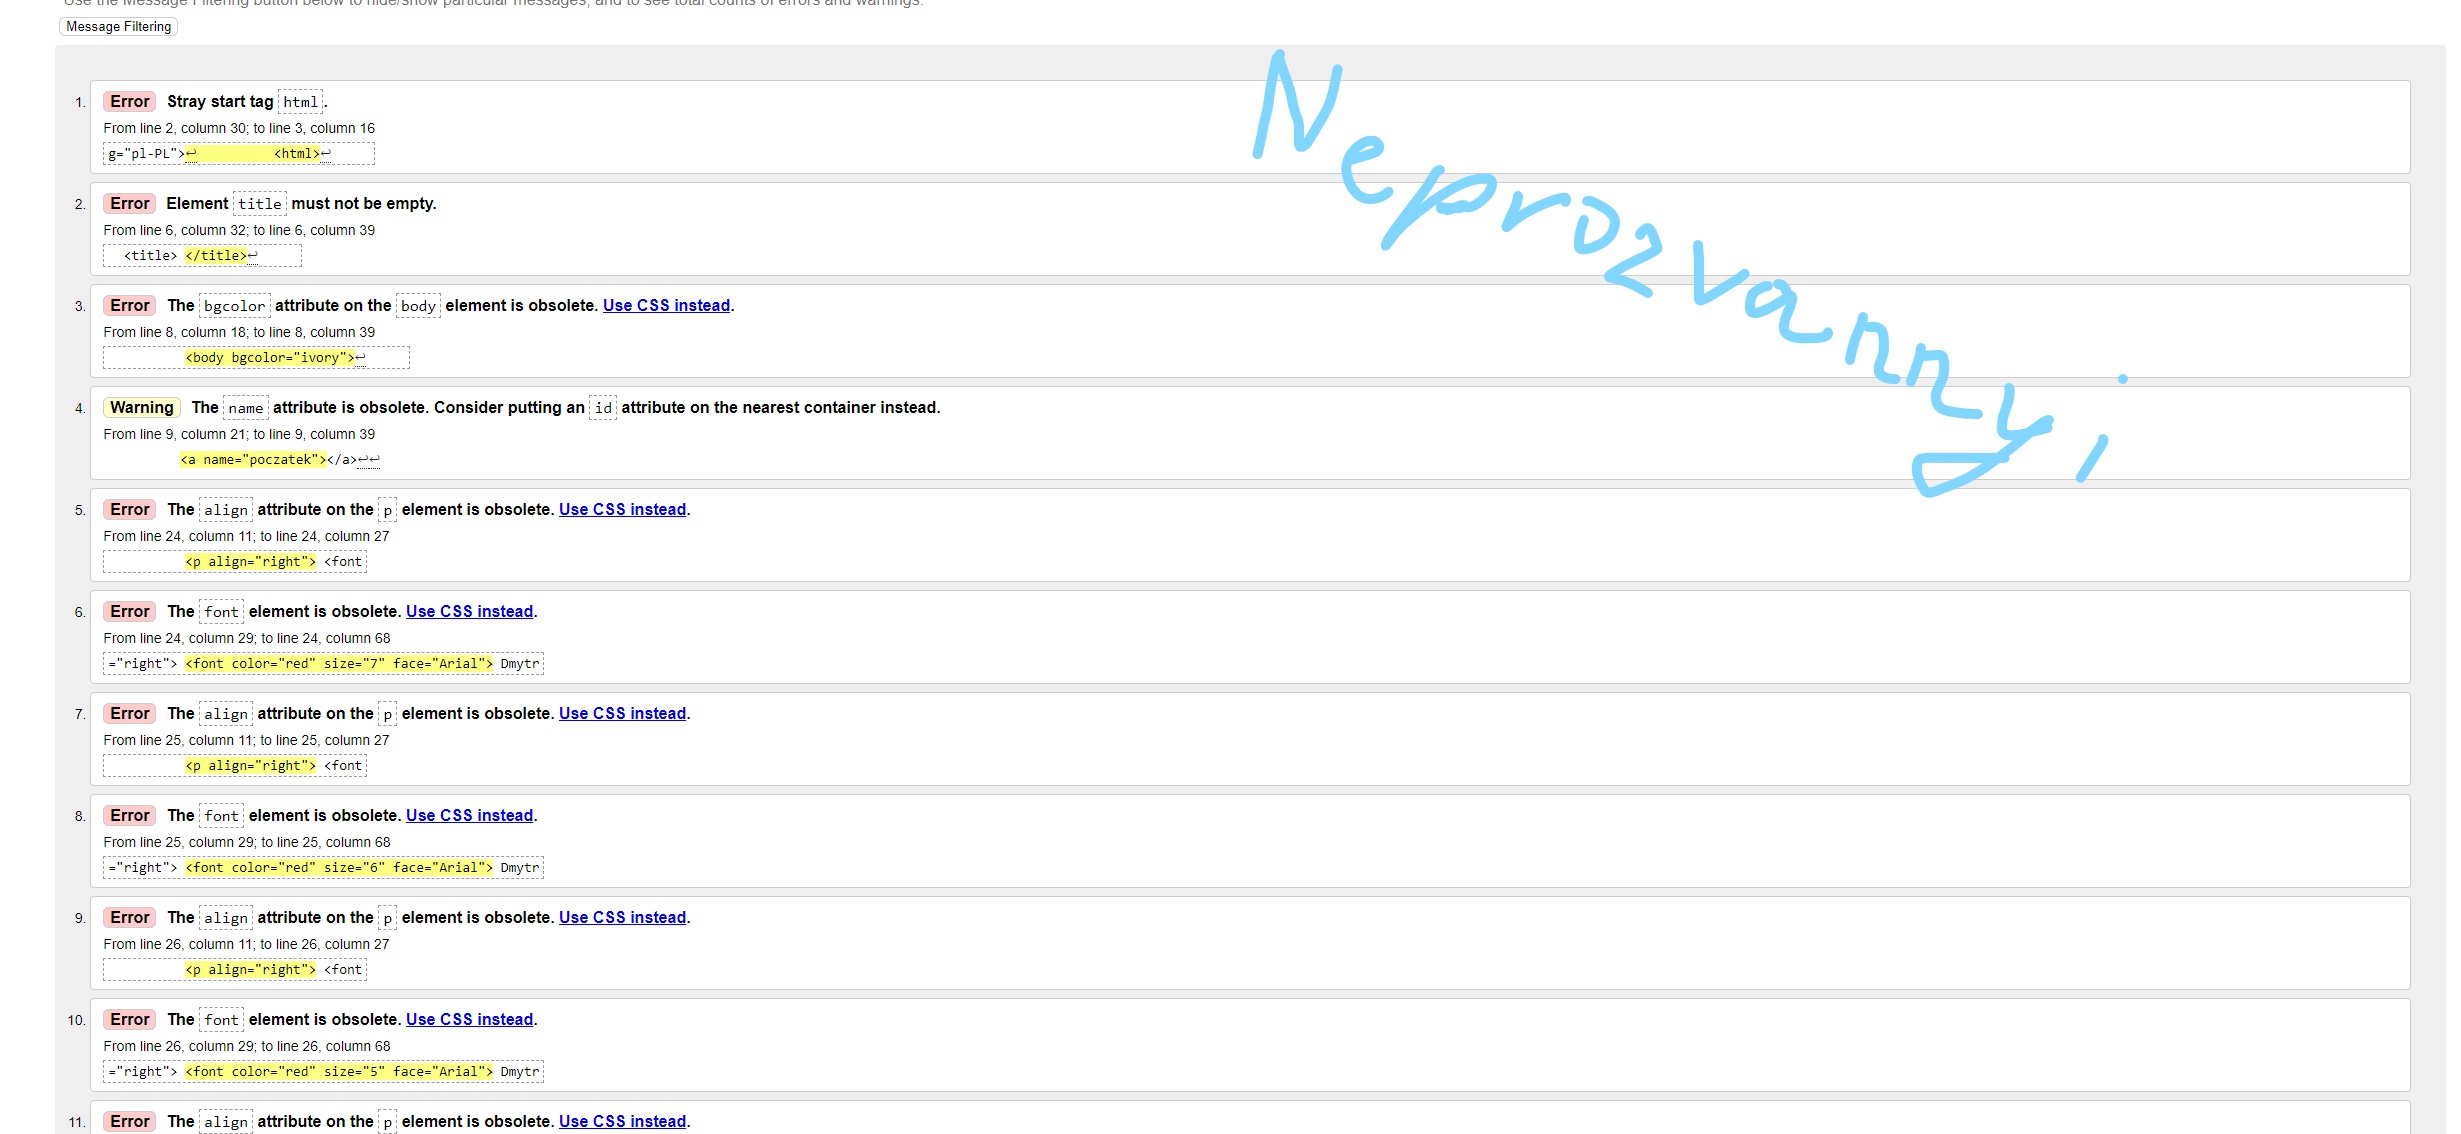 Use the Message Filtering button below to hide/show particular messages, and to see total counts of errors and warnings.
Message Filtering
1. Error Stray start tag html.
From line 2, column 30; to line 3, column 16
g="pl-PL">↩ <html>↩
2. Error Element title must not be empty.
From line 6, column 32; to line 6, column 39
<title> </title>↩
3. Error The bgcolor attribute on the body element is obsolete. Use CSS instead.
From line 8, column 18; to line 8, column 39
<body bgcolor="ivory">↩
4. Warning The name attribute is obsolete. Consider putting an id attribute on the nearest container instead.
From line 9, column 21; to line 9, column 39
<a name="poczatek"></a>↩↩
5. Error The align attribute on the p element is obsolete. Use CSS instead.
From line 24, column 11; to line 24, column 27
<p align="right"> <font
6. Error The font element is obsolete. Use CSS instead.
From line 24, column 29; to line 24, column 68
="right"> <font color="red" size="7" face="Arial"> Dmytr
7. Error The align attribute on the p element is obsolete. Use CSS instead.
From line 25, column 11; to line 25, column 27
<p align="right"> <font
8. Error The font element is obsolete. Use CSS instead.
From line 25, column 29; to line 25, column 68
="right"> <font color="red" size="6" face="Arial"> Dmytr
9. Error The align attribute on the p element is obsolete. Use CSS instead.
From line 26, column 11; to line 26, column 27
<p align="right"> <font
10. Error The font element is obsolete. Use CSS instead.
From line 26, column 29; to line 26, column 68
="right"> <font color="red" size="5" face="Arial"> Dmytr
11. Error The align attribute on the p element is obsolete. Use CSS instead.
Neprozvannyi